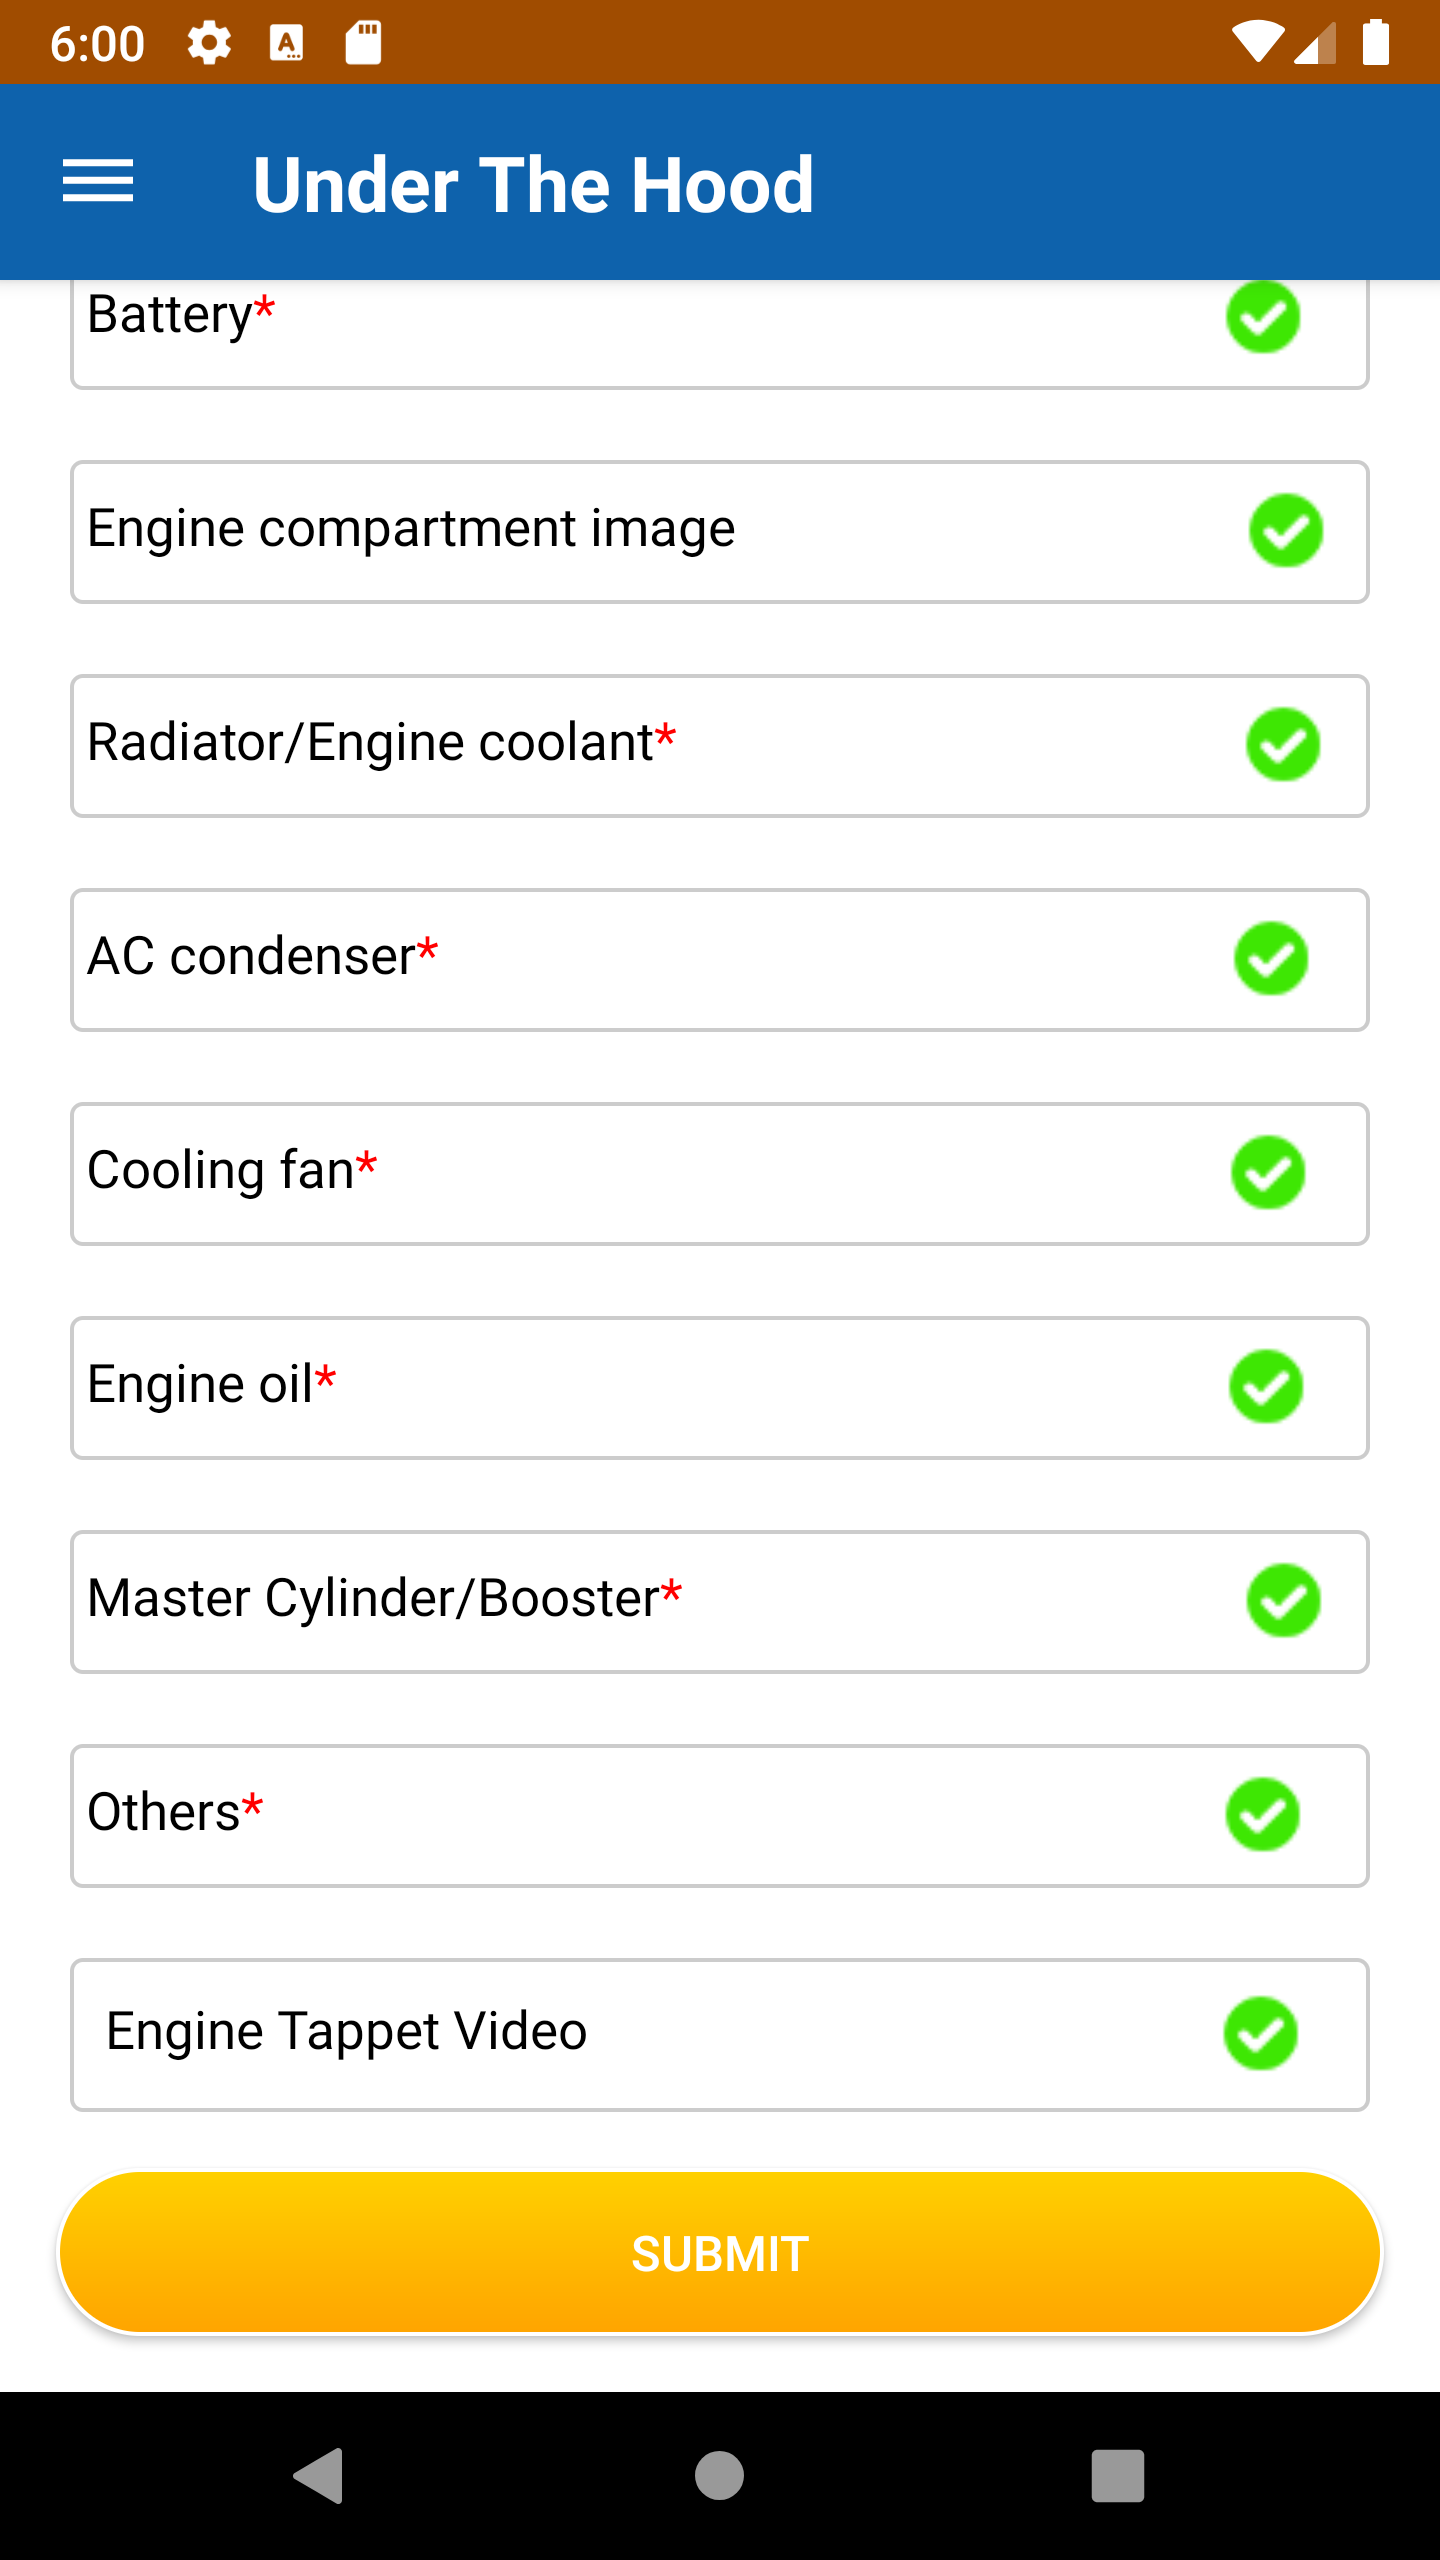 6:00
Under The Hood
Battery*
Engine compartment image
Radiator/Engine coolant*
AC condenser*
Cooling fan*
Engine oil*
Master Cylinder/Booster*
Others*
Engine Tappet Video
SUBMIT